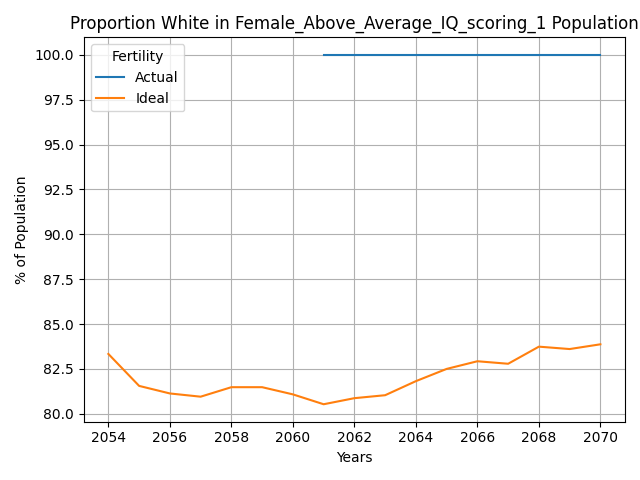 Proportion White in Female_Above_Average_IQ_scoring_1 Population
Fertility
Actual
Ideal
100.0
97.5
95.0
92.5
90.0
87.5
85.0
82.5
80.0
% of Population
2054 2056 2058 2060 2062 2064 2066 2068 2070
Years